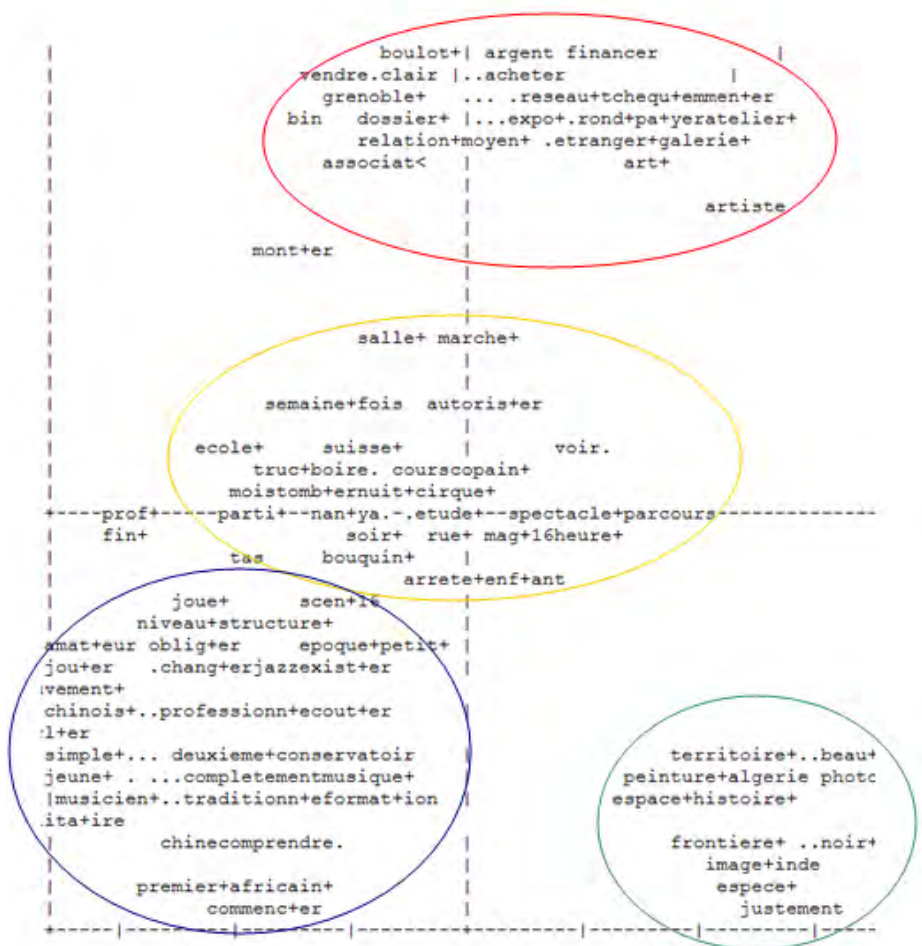 boulot+| argent financer |
vendre.clair |..acheter |
grenoble+ ... .reseau+tchequ+emmen+er
bin dossier+ |...expo+.rond+pa+yeratelier+
relation+moyen+ .etranger+galerie+
associat< art+
artiste
mont+er
salle+ marche+
semaine+fois autoris+er
ecole+ suisse+ | voir.
truc+boire. courscopain+
moistomb+ernuit+cirque+
+----prof+-----parti+--nan+ya.-.etude+--spectacle+parcours
fin+ soir+ rue+ mag+16heure+
tas bouquin+
arrete+enf+ant
joue+ scen+16
niveau+structure+
amat+eur oblig+er epoque+petit+
jou+er .chang+erjazzexist+er
vement+
chinois+..professionn+ecout+er
l+er
simple+... deuxieme+conservatoir territoire+..beau+
jeune+ . ...completementmusique+ peinture+algerie photo
|musicien+..traditionn+eformat+ion espace+histoire+
ita+ire
chinecomprendre. frontiere+ ..noir+
image+inde
premier+africain+ espece+
commenc+er justement